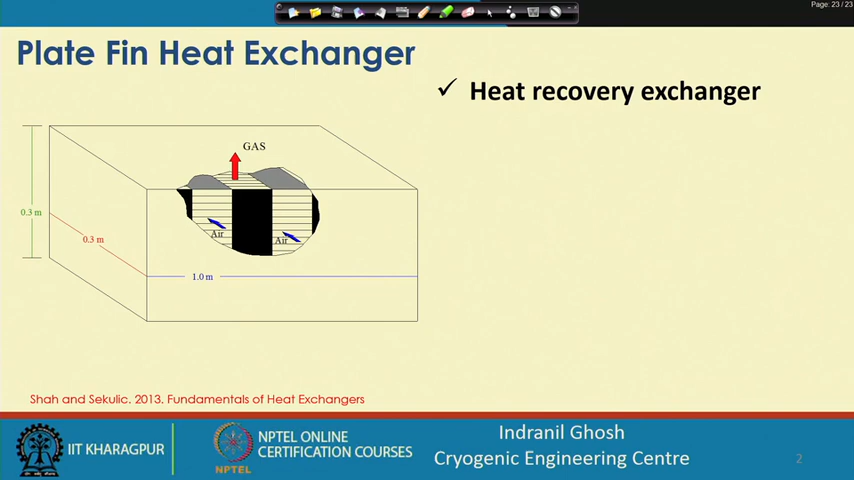 Page: 23 / 23
Plate Fin Heat Exchanger
✓ Heat recovery exchanger
GAS
0.3 m
Air
Air
0.3 m
1.0 m
Shah and Sekulic. 2013. Fundamentals of Heat Exchangers
IIT KHARAGPUR
NPTEL
NPTEL ONLINE
CERTIFICATION COURSES
Indranil Ghosh
Cryogenic Engineering Centre
2